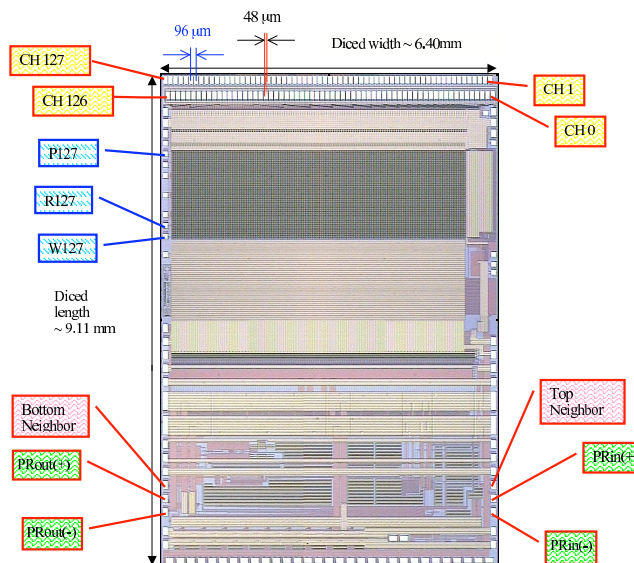 48 µm
96 µm
Diced width ~ 6.40mm
CH 127
CH 1
CH 126
CH 0
P127
R127
W127
Diced
length
~ 9.11 mm
Bottom
Neighbor
Top
Neighbor
PRout(+)
PRin(+
PRout(-)
PRin(-)